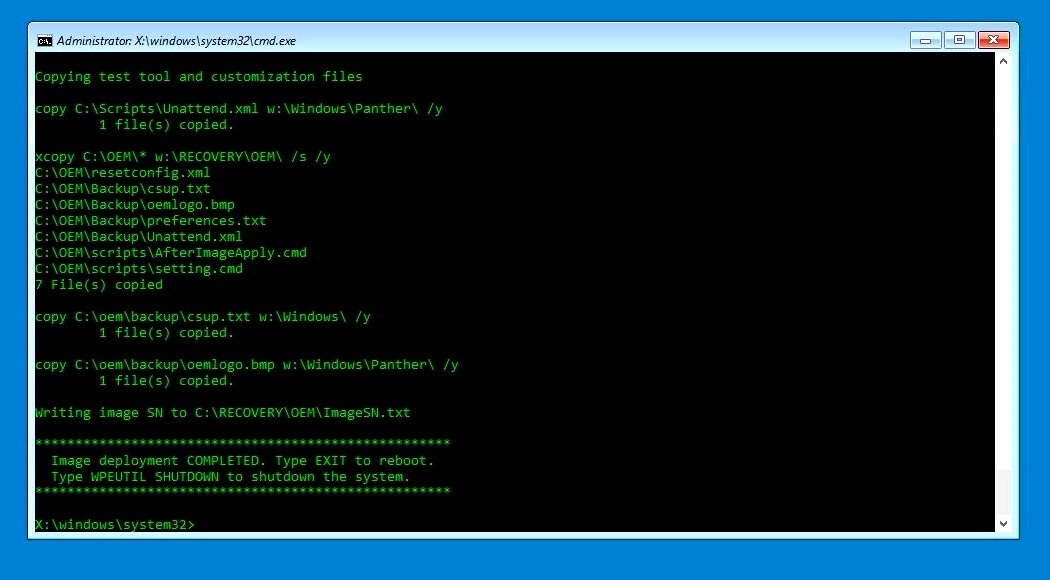 Administrator: X:\windows\system32\cmd.exe
Copying test tool and customization files
copy C:\Scripts\Unattend.xml w:\Windows\Panther\ /y
1 file(s) copied.
xcopy C:\OEM\* w:\RECOVERY\OEM\ /s /y
C:\OEM\resetconfig.xml
C:\OEM\Backup\csup.txt
C:\OEM\Backup\oemlogo.bmp
C:\OEM\Backup\preferences.txt
C:\OEM\Backup\Unattend.xml
C:\OEM\scripts\AfterImageApply.cmd
C:\OEM\scripts\setting.cmd
7 File(s) copied
copy C:\oem\backup\csup.txt w:\Windows\ /y
1 file(s) copied.
copy C:\oem\backup\oemlogo.bmp w:\Windows\Panther\ /y
1 file(s) copied.
Writing image SN to C:\RECOVERY\OEM\ImageSN.txt
****************************************************
Image deployment COMPLETED. Type EXIT to reboot.
Type WPEUTIL SHUTDOWN to shutdown the system.
****************************************************
X:\windows\system32>